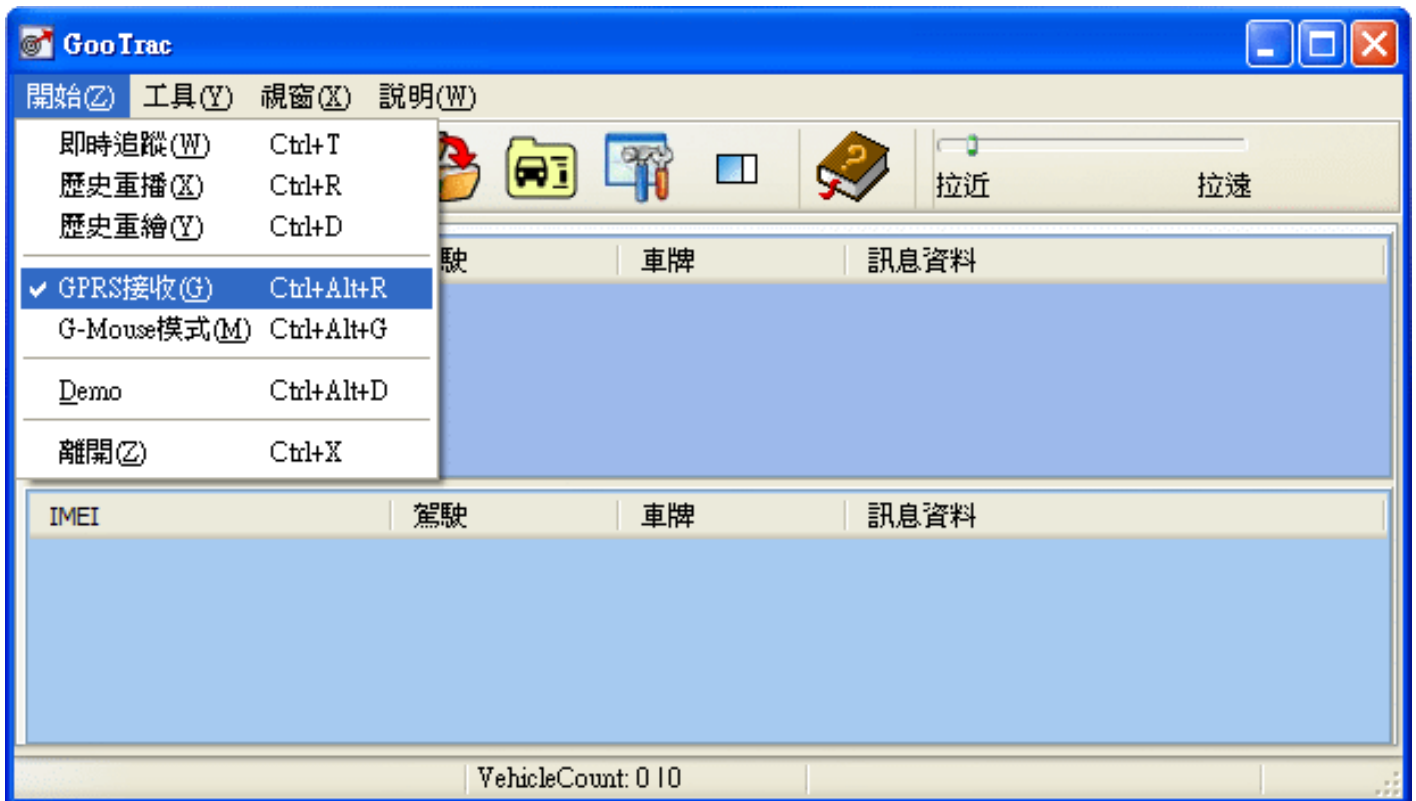 GooTrac
開始(Z) 工具(Y) 視窗(X) 說明(W)
即時追蹤(W) Ctrl+T
歷史重播(X) Ctrl+R
歷史重繪(Y) Ctrl+D
GPRS接收(G) Ctrl+Alt+R
G-Mouse模式(M) Ctrl+Alt+G
Demo Ctrl+Alt+D
離開(Z) Ctrl+X
拉近 拉遠
駛 車牌 訊息資料
IMEI 駕駛 車牌 訊息資料
VehicleCount: 0 | 0